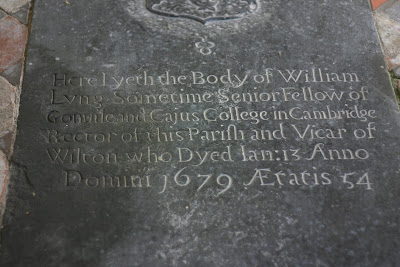 Here Lyeth the Body of William
Lyng Sometime Senior Fellow of
Gonvile and Cajus College in Cambridge
Rector of this Parish and Vicar of
Wilton who Dyed Ian: 13 Anno
Domini 1679 Ætatis 54